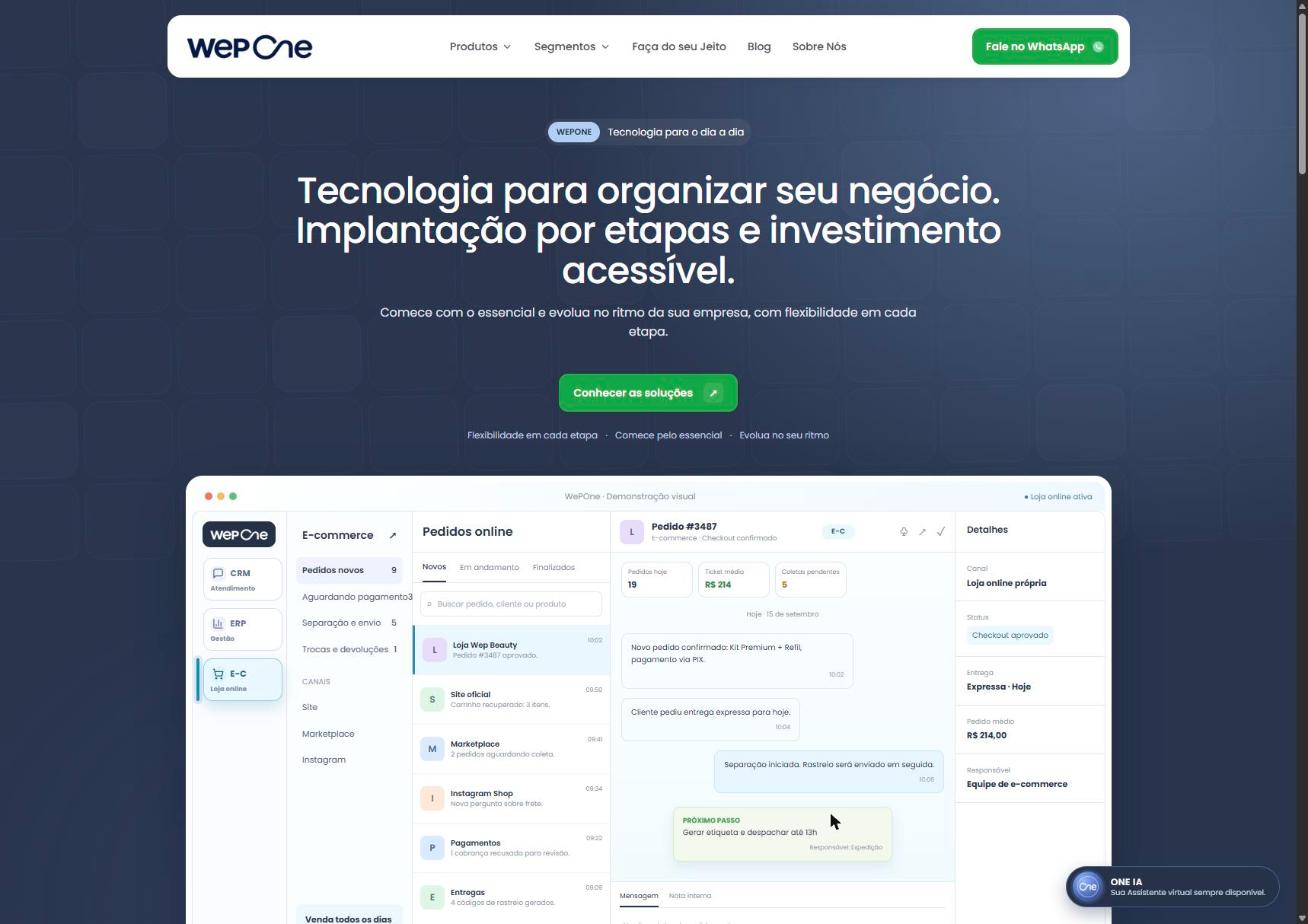 WEPOne
Produtos
Segmentos
Faça do seu Jeito
Blog
Sobre Nós
Fale no WhatsApp
WEPONE
Tecnologia para o dia a dia
Tecnologia para organizar seu negócio.
Implantação por etapas e investimento
acessível.
Comece com o essencial e evolua no ritmo da sua empresa, com flexibilidade em cada
etapa.
Conhecer as soluções
Flexibilidade em cada etapa · Comece pelo essencial · Evolua no seu ritmo
WePOne · Demonstração visual
Loja online ativa
WEPOne
CRM
Atendimento
ERP
Gestão
E-C
Loja online
E-commerce
Pedidos novos 9
Aguardando pagamento3
Separação e envio 5
Trocas e devoluções 1
CANAIS
Site
Marketplace
Instagram
Venda todos os dias
Pedidos online
Novos
Em andamento
Finalizados
Buscar pedido, cliente ou produto
L
Loja Wep Beauty
10:02
Pedido #3487 aprovado.
S
Site oficial
09:50
Carrinho recuperado: 3 itens.
M
Marketplace
09:41
2 pedidos aguardando coleta.
I
Instagram Shop
09:34
Nova pergunta sobre frete.
P
Pagamentos
09:22
1 cobrança recusada para revisão.
E
Entregas
09:08
4 códigos de rastreio gerados.
L
Pedido #3487
E-commerce · Checkout confirmado
E-C
Pedidos hoje
19
Ticket médio
R$ 214
Coletas pendentes
5
Hoje · 15 de setembro
Novo pedido confirmado: Kit Premium + Refil,
pagamento via PIX.
10:02
Cliente pediu entrega expressa para hoje.
10:04
Separação iniciada. Rastreio será enviado em seguida.
10:06
PRÓXIMO PASSO
Gerar etiqueta e despachar até 13h
Responsável: Expedição
Mensagem
Nota interna
Detalhes
Canal
Loja online própria
Status
Checkout aprovado
Entrega
Expressa · Hoje
Pedido médio
R$ 214,00
Responsável
Equipe de e-commerce
One
ONE IA
Sua Assistente virtual sempre disponível.